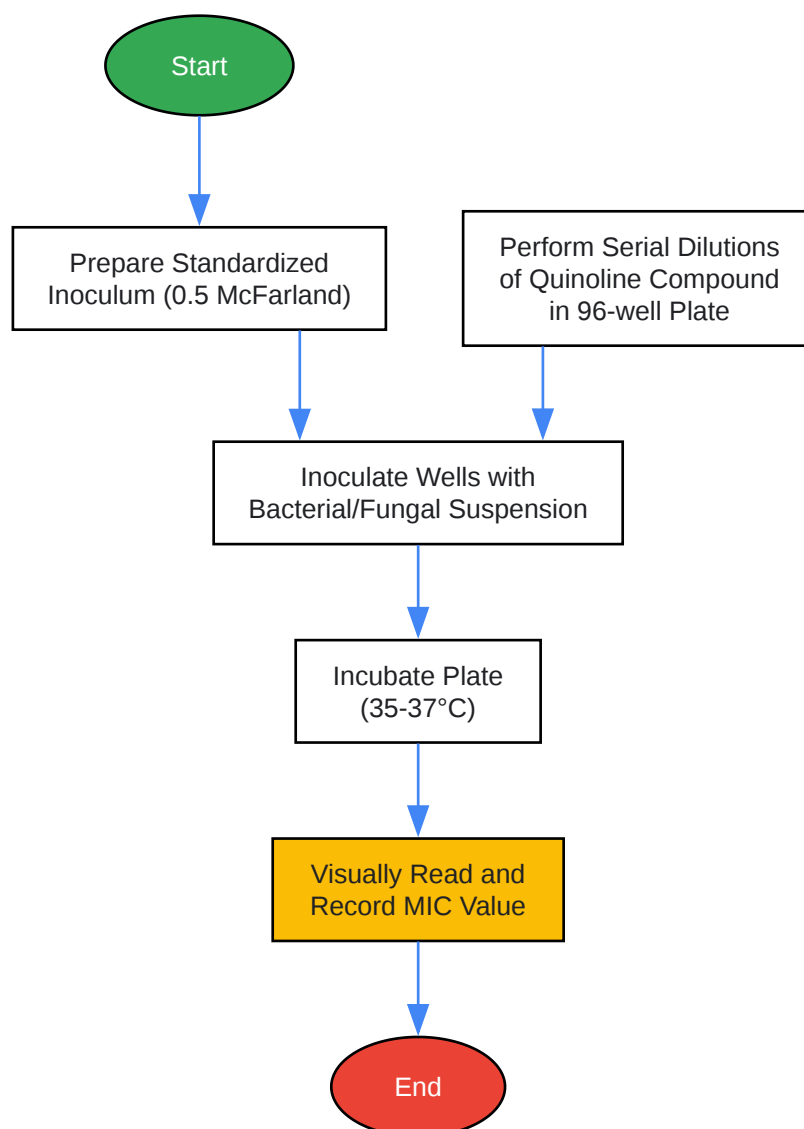 Start
Prepare Standardized
Inoculum (0.5 McFarland)
Perform Serial Dilutions
of Quinoline Compound
in 96-well Plate
Inoculate Wells with
Bacterial/Fungal Suspension
Incubate Plate
(35-37°C)
Visually Read and
Record MIC Value
End